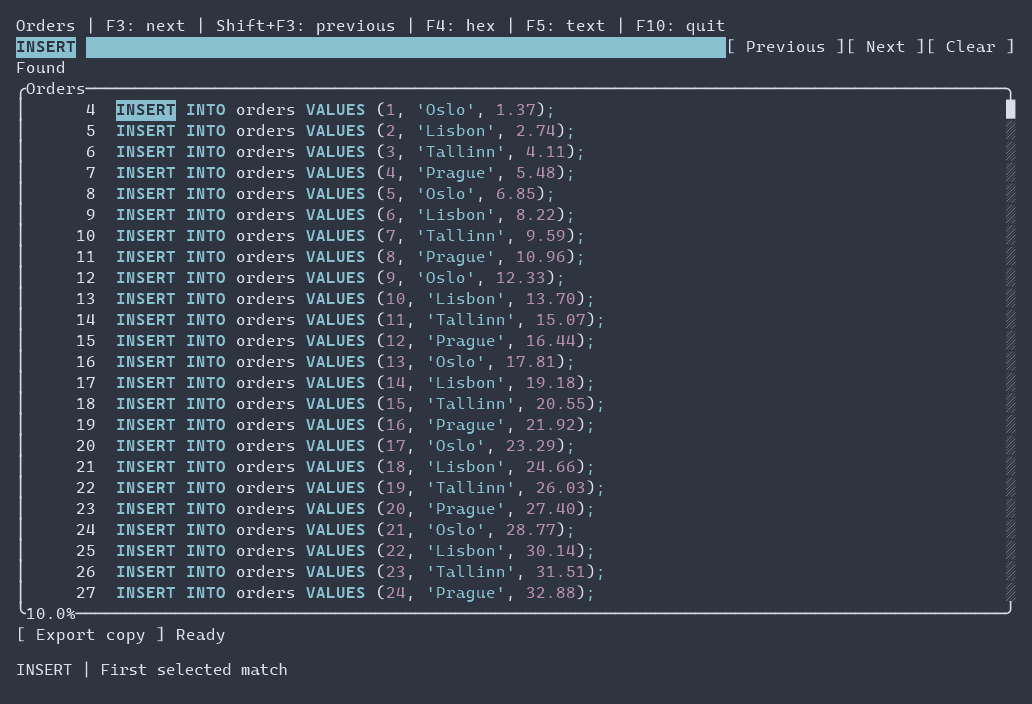 Orders | F3: next | Shift+F3: previous | F4: hex | F5: text | F10: quit
INSERT [ Previous ][ Next ][ Clear ]
Found
Orders
4 INSERT INTO orders VALUES (1, 'Oslo', 1.37);
5 INSERT INTO orders VALUES (2, 'Lisbon', 2.74);
6 INSERT INTO orders VALUES (3, 'Tallinn', 4.11);
7 INSERT INTO orders VALUES (4, 'Prague', 5.48);
8 INSERT INTO orders VALUES (5, 'Oslo', 6.85);
9 INSERT INTO orders VALUES (6, 'Lisbon', 8.22);
10 INSERT INTO orders VALUES (7, 'Tallinn', 9.59);
11 INSERT INTO orders VALUES (8, 'Prague', 10.96);
12 INSERT INTO orders VALUES (9, 'Oslo', 12.33);
13 INSERT INTO orders VALUES (10, 'Lisbon', 13.70);
14 INSERT INTO orders VALUES (11, 'Tallinn', 15.07);
15 INSERT INTO orders VALUES (12, 'Prague', 16.44);
16 INSERT INTO orders VALUES (13, 'Oslo', 17.81);
17 INSERT INTO orders VALUES (14, 'Lisbon', 19.18);
18 INSERT INTO orders VALUES (15, 'Tallinn', 20.55);
19 INSERT INTO orders VALUES (16, 'Prague', 21.92);
20 INSERT INTO orders VALUES (17, 'Oslo', 23.29);
21 INSERT INTO orders VALUES (18, 'Lisbon', 24.66);
22 INSERT INTO orders VALUES (19, 'Tallinn', 26.03);
23 INSERT INTO orders VALUES (20, 'Prague', 27.40);
24 INSERT INTO orders VALUES (21, 'Oslo', 28.77);
25 INSERT INTO orders VALUES (22, 'Lisbon', 30.14);
26 INSERT INTO orders VALUES (23, 'Tallinn', 31.51);
27 INSERT INTO orders VALUES (24, 'Prague', 32.88);
10.0%
[ Export copy ] Ready
INSERT | First selected match